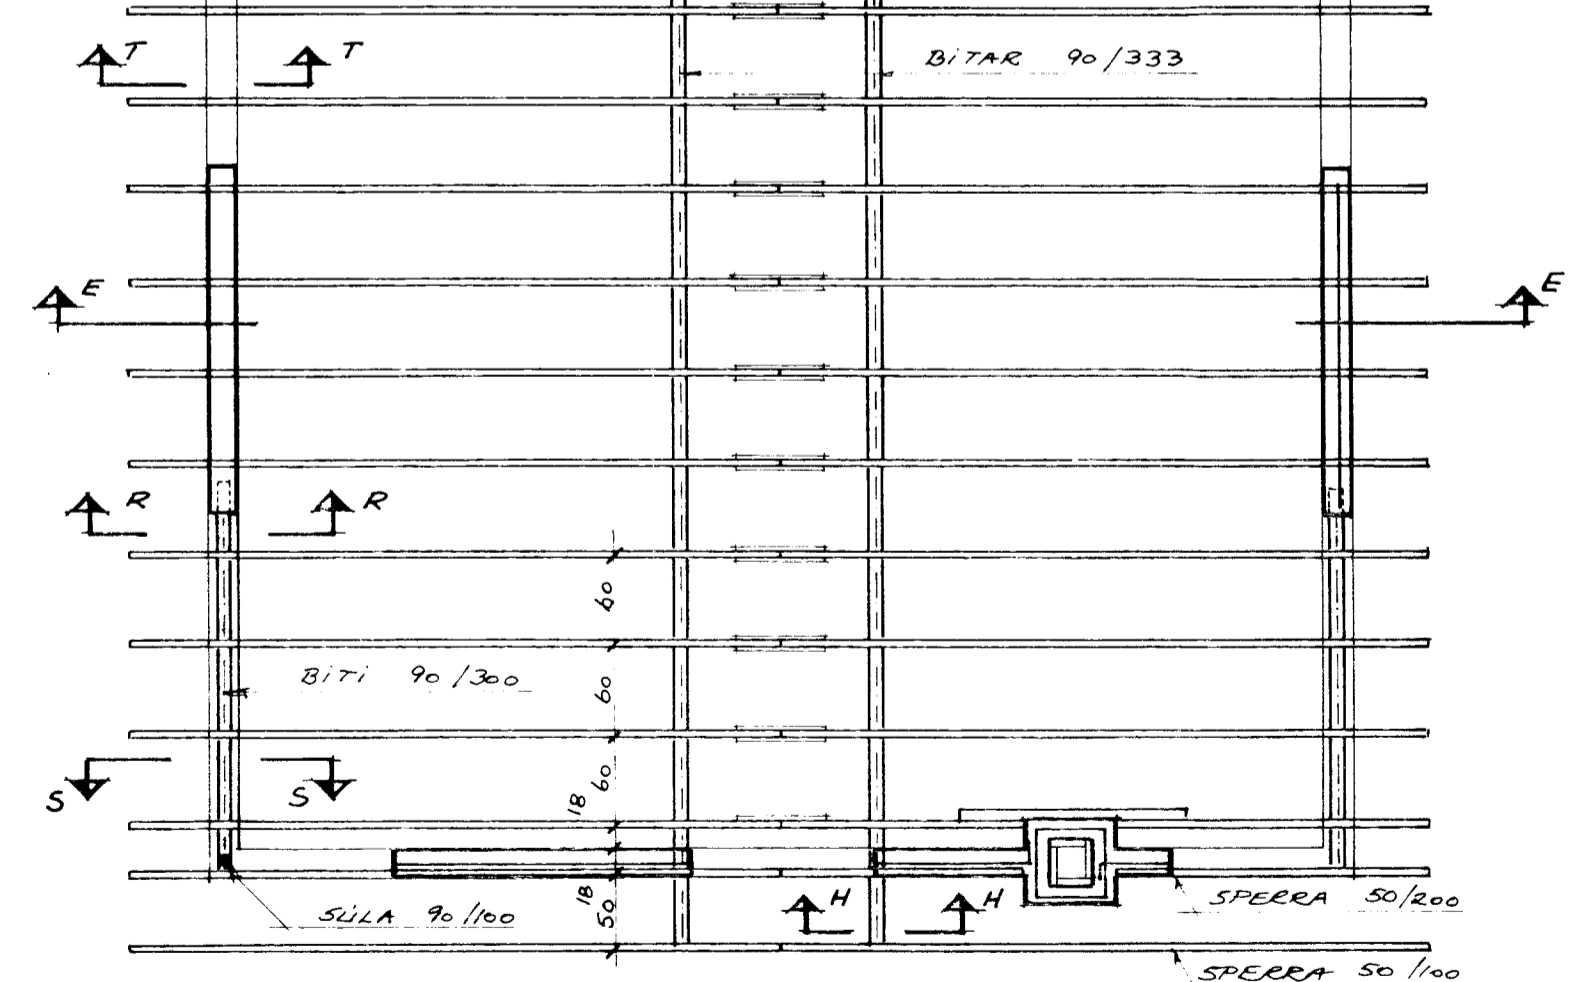 T T
BITAR 90/333
E E
R R
60
BITI 90/300
60
60
S S
18
18
50
H H
SÚLA 90/100
SPERRA 50/200
SPERRA 50/100